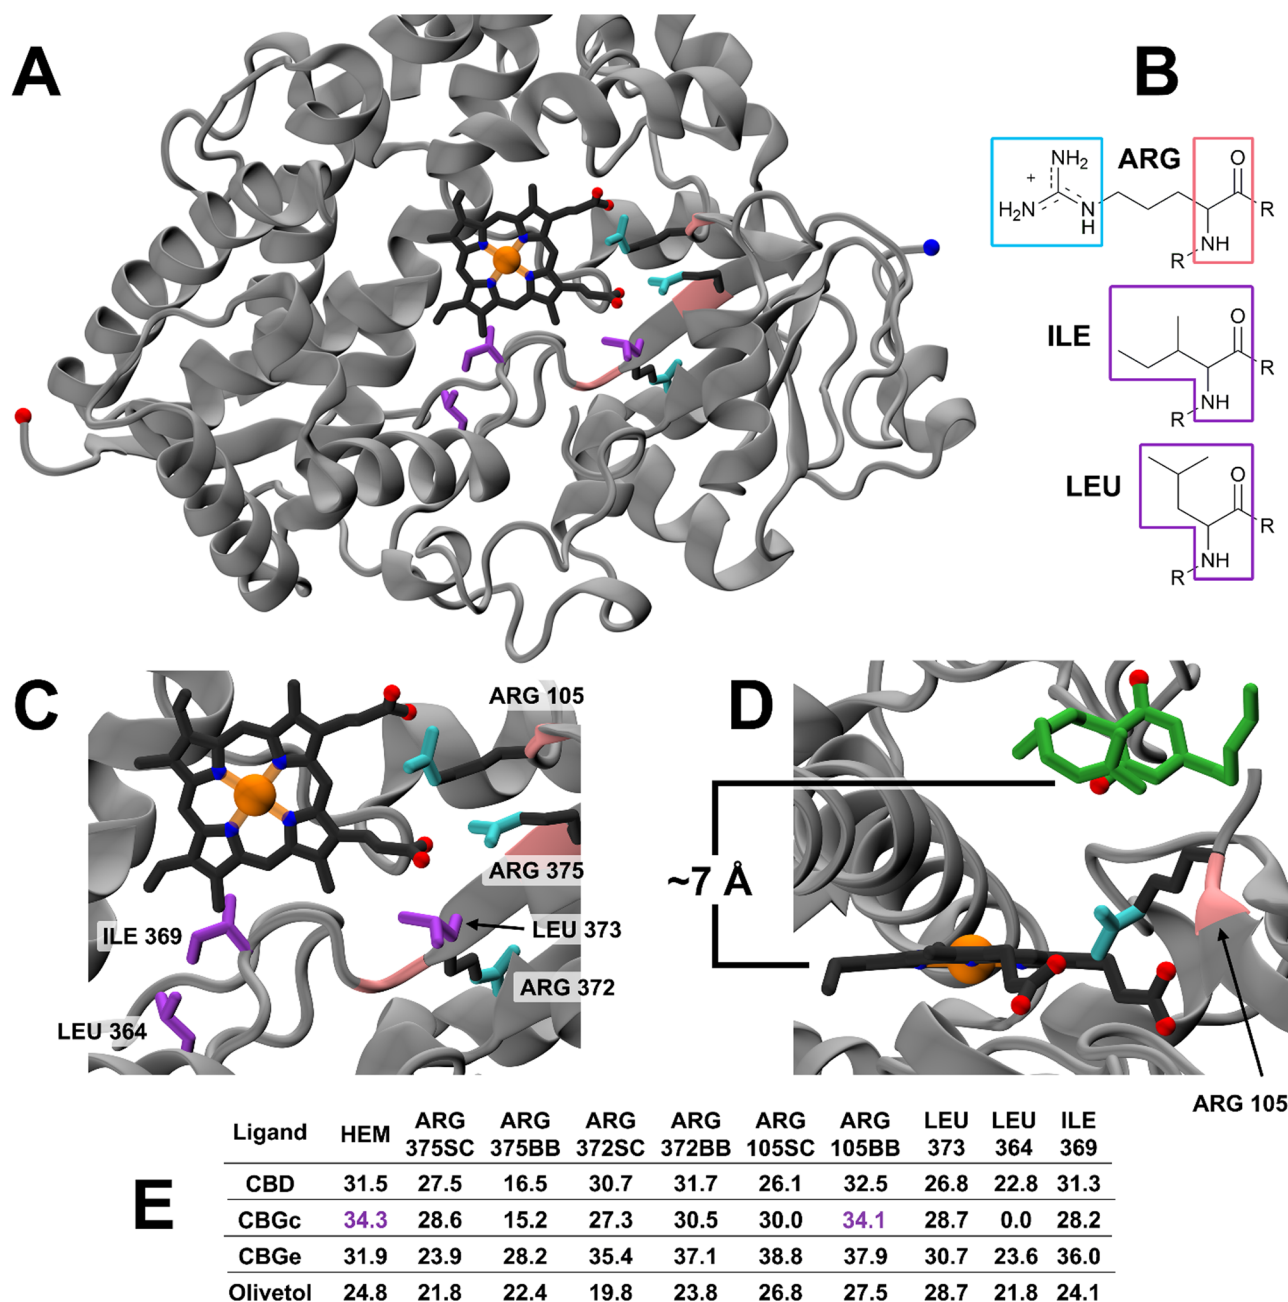 A
B
NH2
ARG
O
+
H2N
N
H
R
NH
R
ILE
O
R
NH
R
LEU
O
R
NH
R
C
ARG 105
ARG 375
ILE 369
LEU 373
ARG 372
LEU 364
D
~7 Å
ARG 105
E
Ligand HEM ARG 375SC ARG 375BB ARG 372SC ARG 372BB ARG 105SC ARG 105BB LEU 373 LEU 364 ILE 369
CBD 31.5 27.5 16.5 30.7 31.7 26.1 32.5 26.8 22.8 31.3
CBGc 34.3 28.6 15.2 27.3 30.5 30.0 34.1 28.7 0.0 28.2
CBGe 31.9 23.9 28.2 35.4 37.1 38.8 37.9 30.7 23.6 36.0
Olivetol 24.8 21.8 22.4 19.8 23.8 26.8 27.5 28.7 21.8 24.1